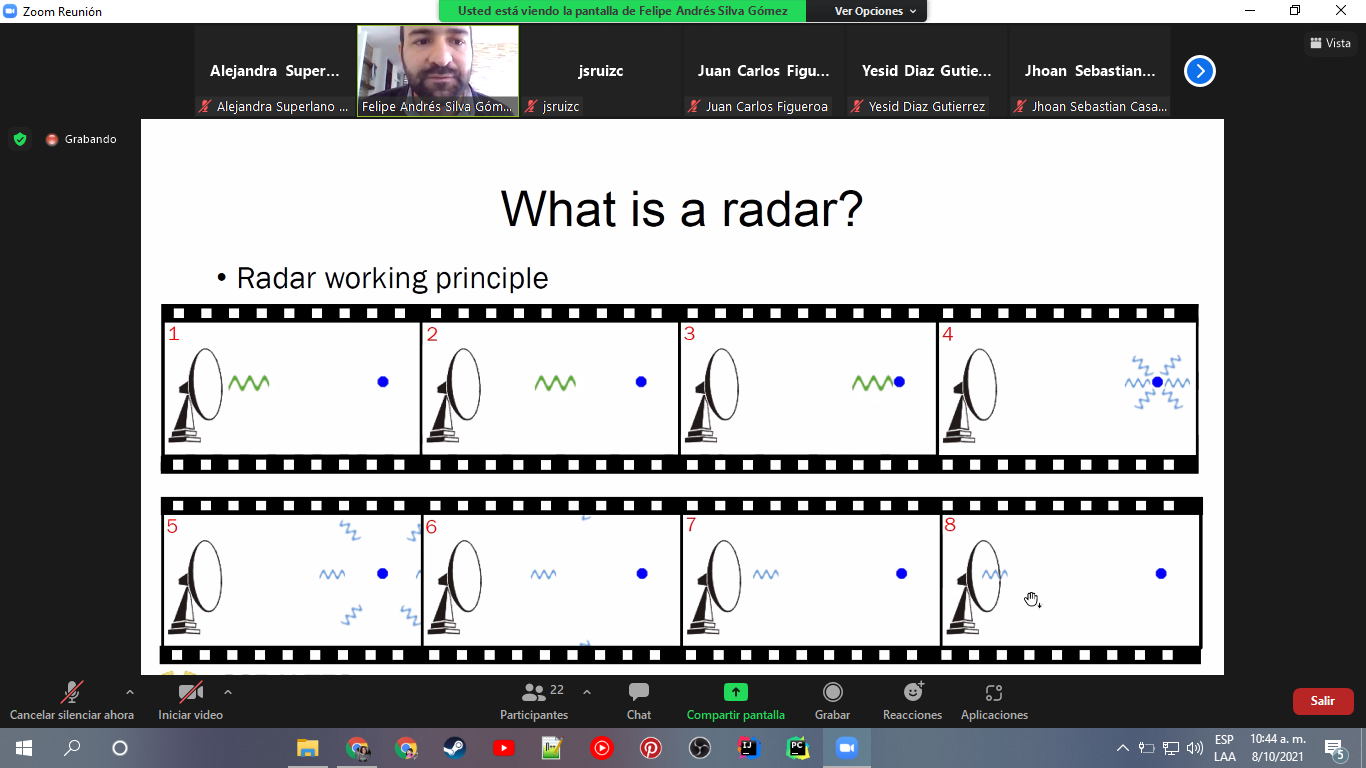 Zoom Reunión
Usted está viendo la pantalla de Felipe Andrés Silva Gómez
Ver Opciones
Vista
Alejandra Super...
jsruizc
Juan Carlos Figu...
Yesid Diaz Gutie...
Jhoan Sebastian...
Alejandra Superlano ...
Felipe Andrés Silva Góm...
jsruizc
Juan Carlos Figueroa
Yesid Diaz Gutierrez
Jhoan Sebastian Casa...
Grabando
What is a radar?
• Radar working principle
1
2
3
4
5
6
7
8
Cancelar silenciar ahora
Iniciar video
22
Participantes
Chat
Compartir pantalla
Grabar
Reacciones
Aplicaciones
Salir
IJ
PC
ESP
LAA
10:44 a. m.
8/10/2021
5